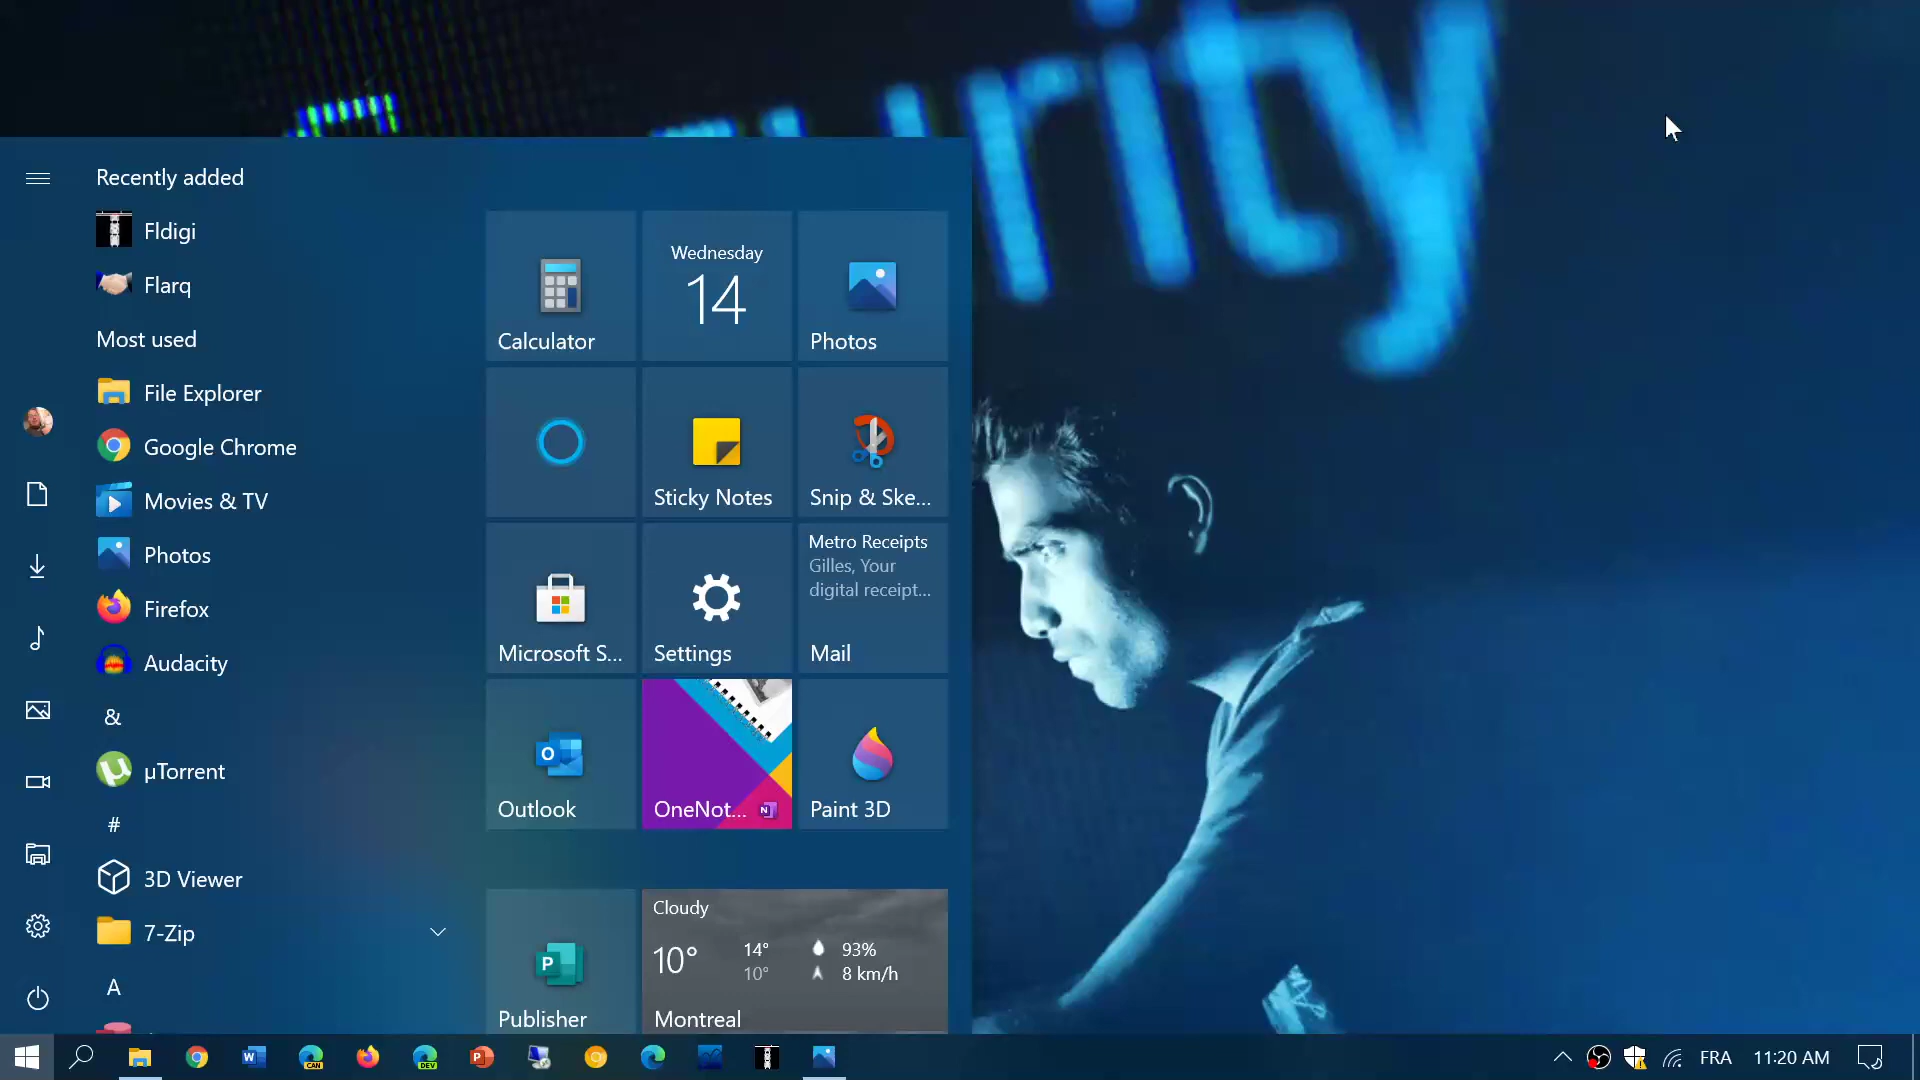 rity
Recently added
Fldigi
Flarq
Most used
File Explorer
Google Chrome
Movies & TV
Photos
Firefox
Audacity
&
µTorrent
#
3D Viewer
7-Zip
A
Calculator
Wednesday
14
Photos
Sticky Notes
Snip & Ske...
Microsoft S...
Settings
Metro Receipts
Gilles, Your
digital receipt...
Mail
Outlook
OneNot...
N
Paint 3D
P
Publisher
Cloudy
10°
14°
10°
93%
8 km/h
Montreal
O
W
CAN
DEV
P
FRA
11:20 AM